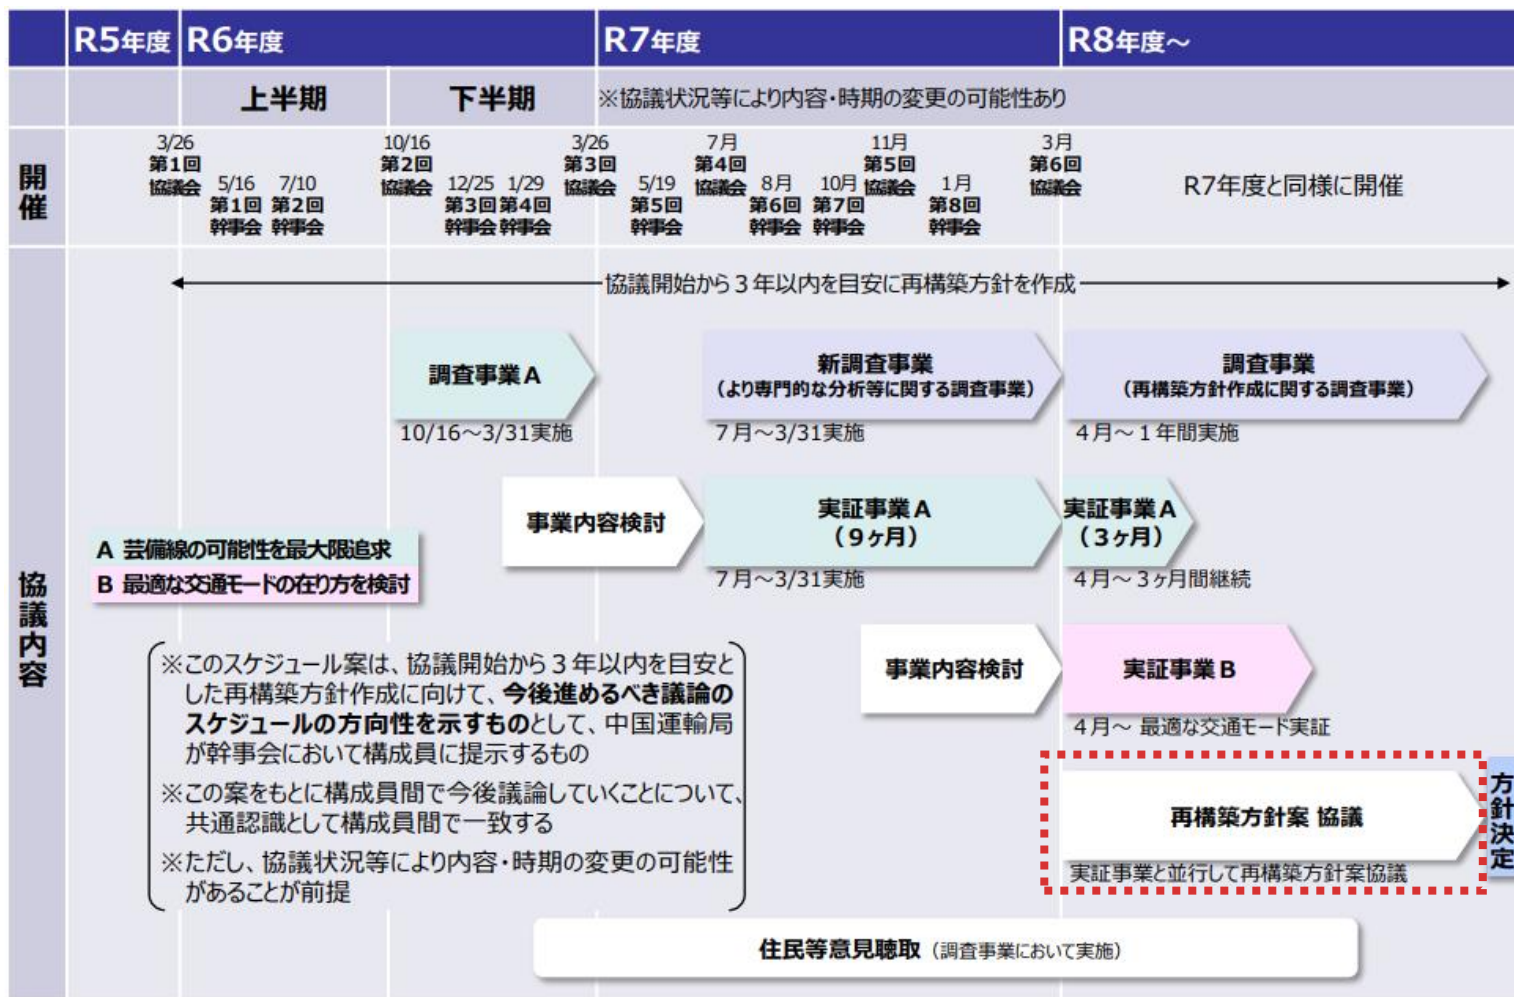 R5年度 R6年度 R7年度 R8年度～
上半期 下半期 ※協議状況等により内容・時期の変更の可能性あり
開催
3/26
第1回
協議会
5/16
第1回
幹事会
7/10
第2回
幹事会
10/16
第2回
協議会
12/25
第3回
幹事会
1/29
第4回
幹事会
3/26
第3回
協議会
5/19
第5回
幹事会
7月
第4回
協議会
8月
第6回
幹事会
10月
第7回
幹事会
11月
第5回
協議会
1月
第8回
幹事会
3月
第6回
協議会
R7年度と同様に開催
協議内容
協議開始から３年以内を目安に再構築方針を作成
調査事業A
10/16～3/31実施
新調査事業
（より専門的な分析等に関する調査事業）
７月～3/31実施
調査事業
（再構築方針作成に関する調査事業）
４月～１年間実施
事業内容検討
実証事業A
（９ヶ月）
７月～3/31実施
実証事業A
（３ヶ月）
４月～３ヶ月間継続
A 芸備線の可能性を最大限追求
B 最適な交通モードの在り方を検討
事業内容検討
実証事業B
４月～ 最適な交通モード実証
※このスケジュール案は、協議開始から３年以内を目安と
した再構築方針作成に向けて、今後進めるべき議論の
スケジュールの方向性を示すものとして、中国運輸局
が幹事会において構成員に提示するもの
※この案をもとに構成員間で今後議論していくことについて、
共通認識として構成員間で一致する
※ただし、協議状況等により内容・時期の変更の可能性
があることが前提
再構築方針案 協議
実証事業と並行して再構築方針案協議
方針決定
住民等意見聴取（調査事業において実施）